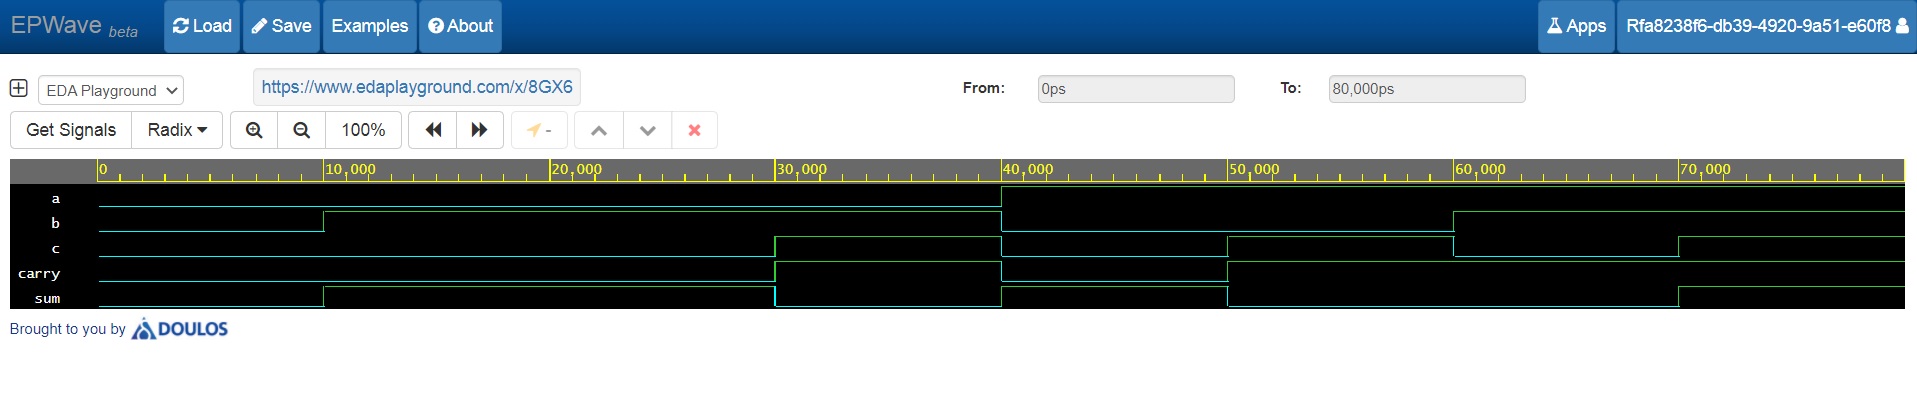 EPWave beta Load Save Examples About Apps Rfa8238f6-db39-4920-9a51-e60f8
EDA Playground https://www.edaplayground.com/x/8GX6 From: 0ps To: 80,000ps
Get Signals Radix 100% -
0 10,000 20,000 30,000 40,000 50,000 60,000 70,000
a
b
c
carry
sum
Brought to you by DOULOS